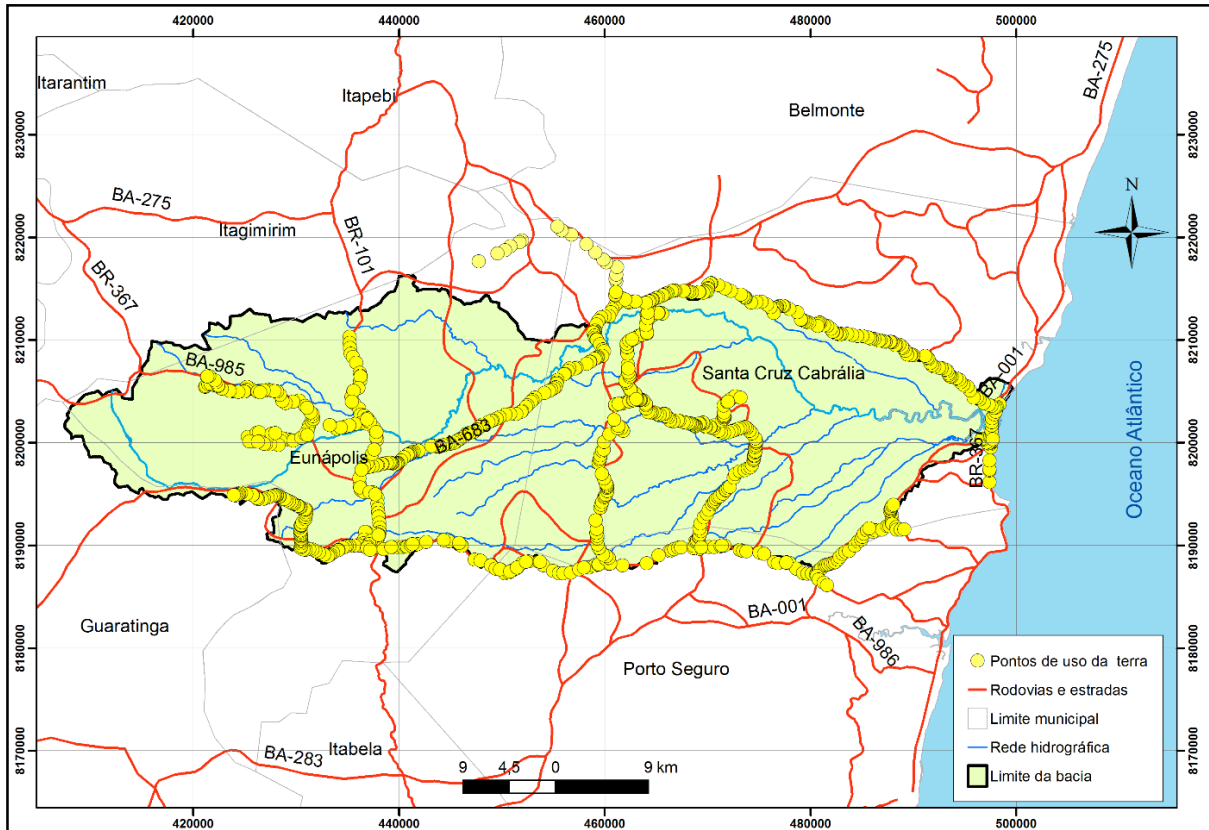 420000 440000 460000 480000 500000
BA-275
Itarantim
Itapebi
Belmonte
8230000 8230000
BA-275
Itagimirim
BR-101
N
8220000 8220000
BR-367
8210000 8210000
BA-985
Santa Cruz Cabrália
BA-001
Oceano Atlântico
BA-683
8200000 8200000
Eunápolis
BR-367
8190000 8190000
BA-001
Guaratinga
BA-986
Porto Seguro
8180000 8180000
Pontos de uso da terra
Rodovias e estradas
Limite municipal
Rede hidrográfica
Limite da bacia
Itabela
BA-283
8170000 8170000
9 4,5 0 9 km
420000 440000 460000 480000 500000